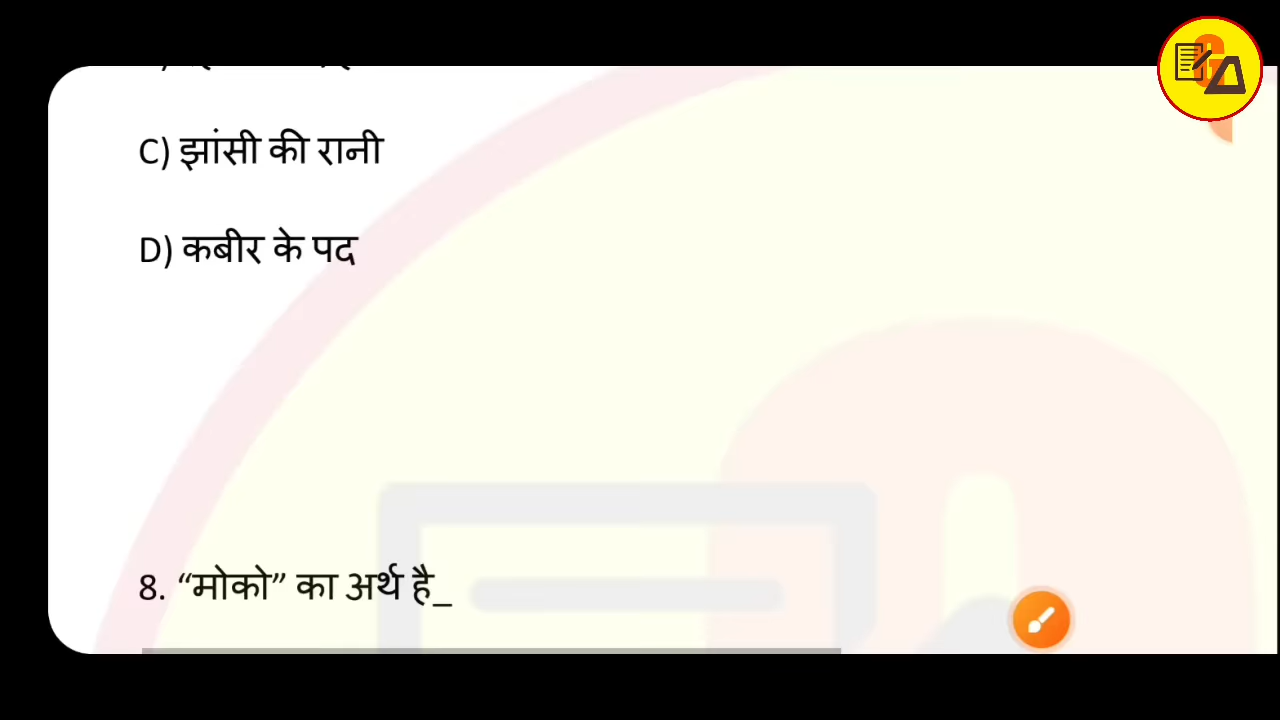 C) झांसी की रानी
D) कबीर के पद
8. “मोको” का अर्थ है_